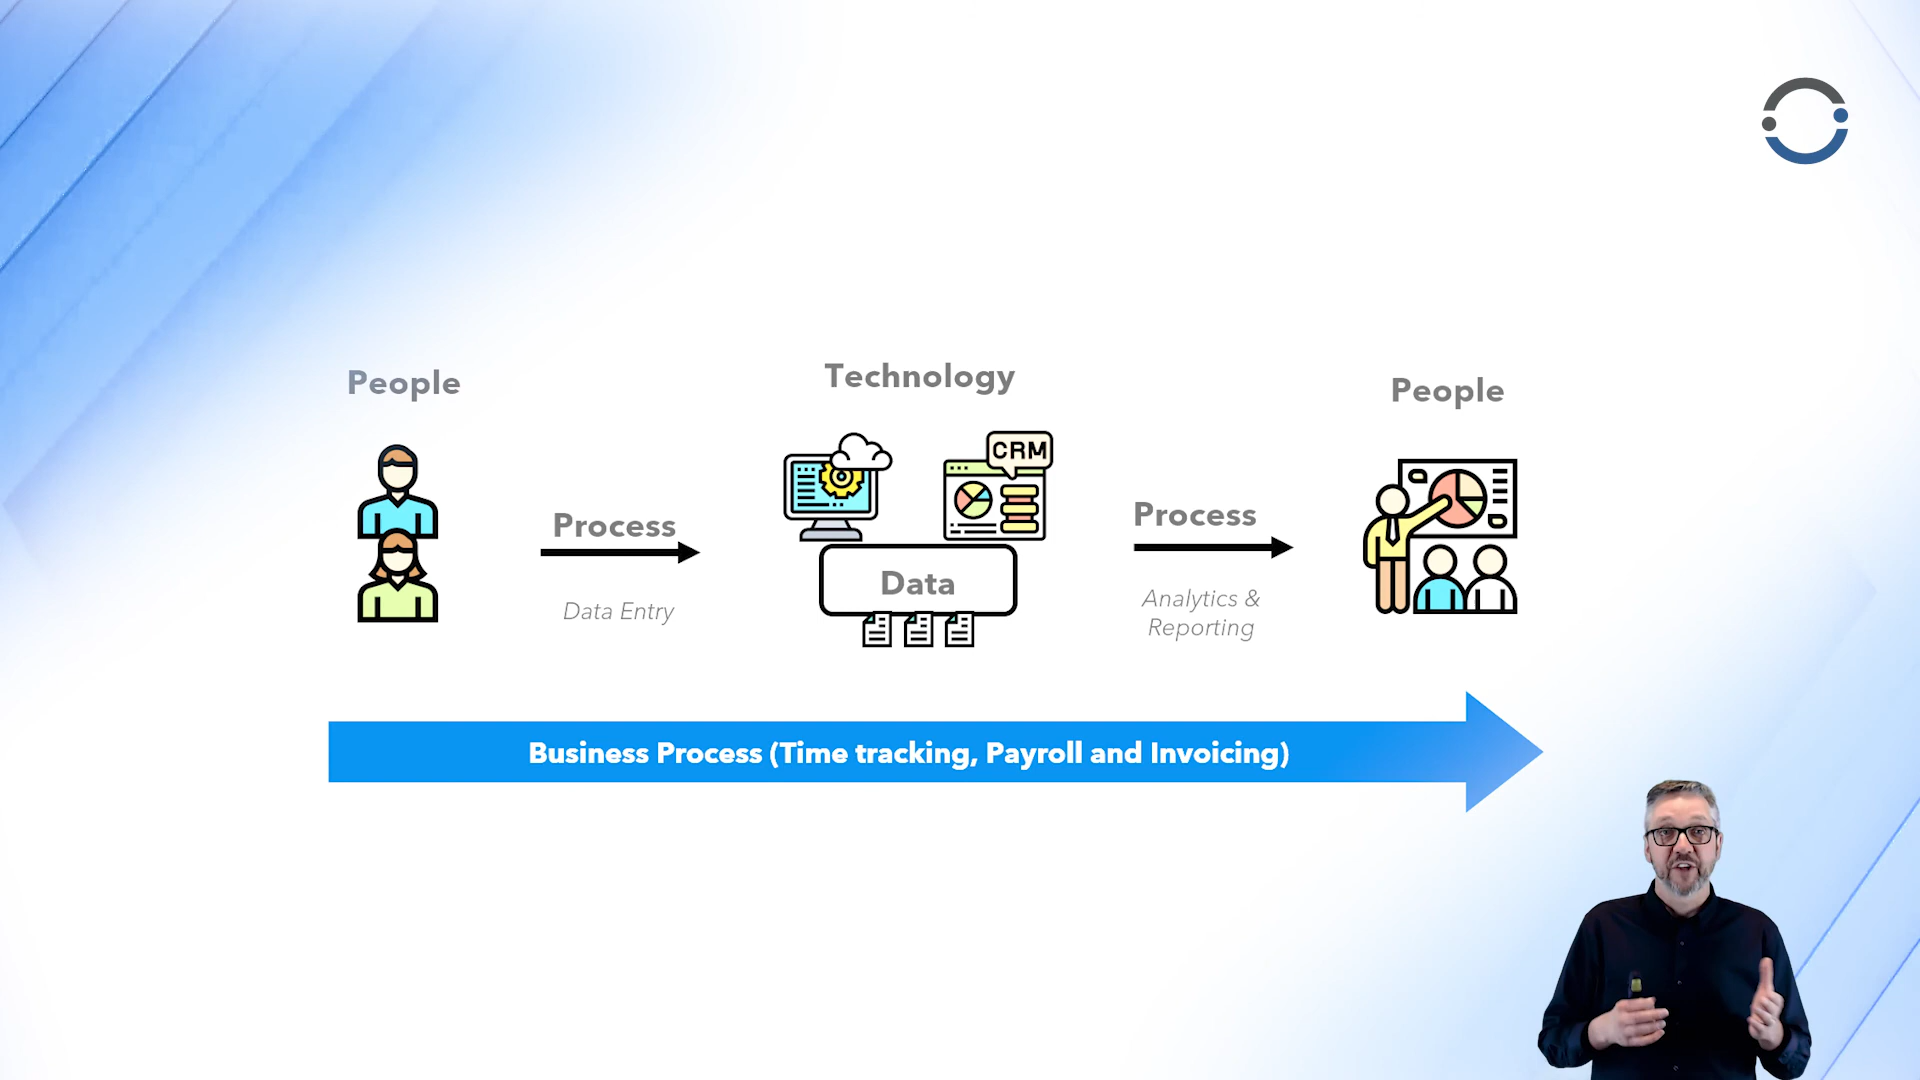 People
Technology
People
CRM
Process
Process
Data
Data Entry
Analytics &
Reporting
Business Process (Time tracking, Payroll and Invoicing)